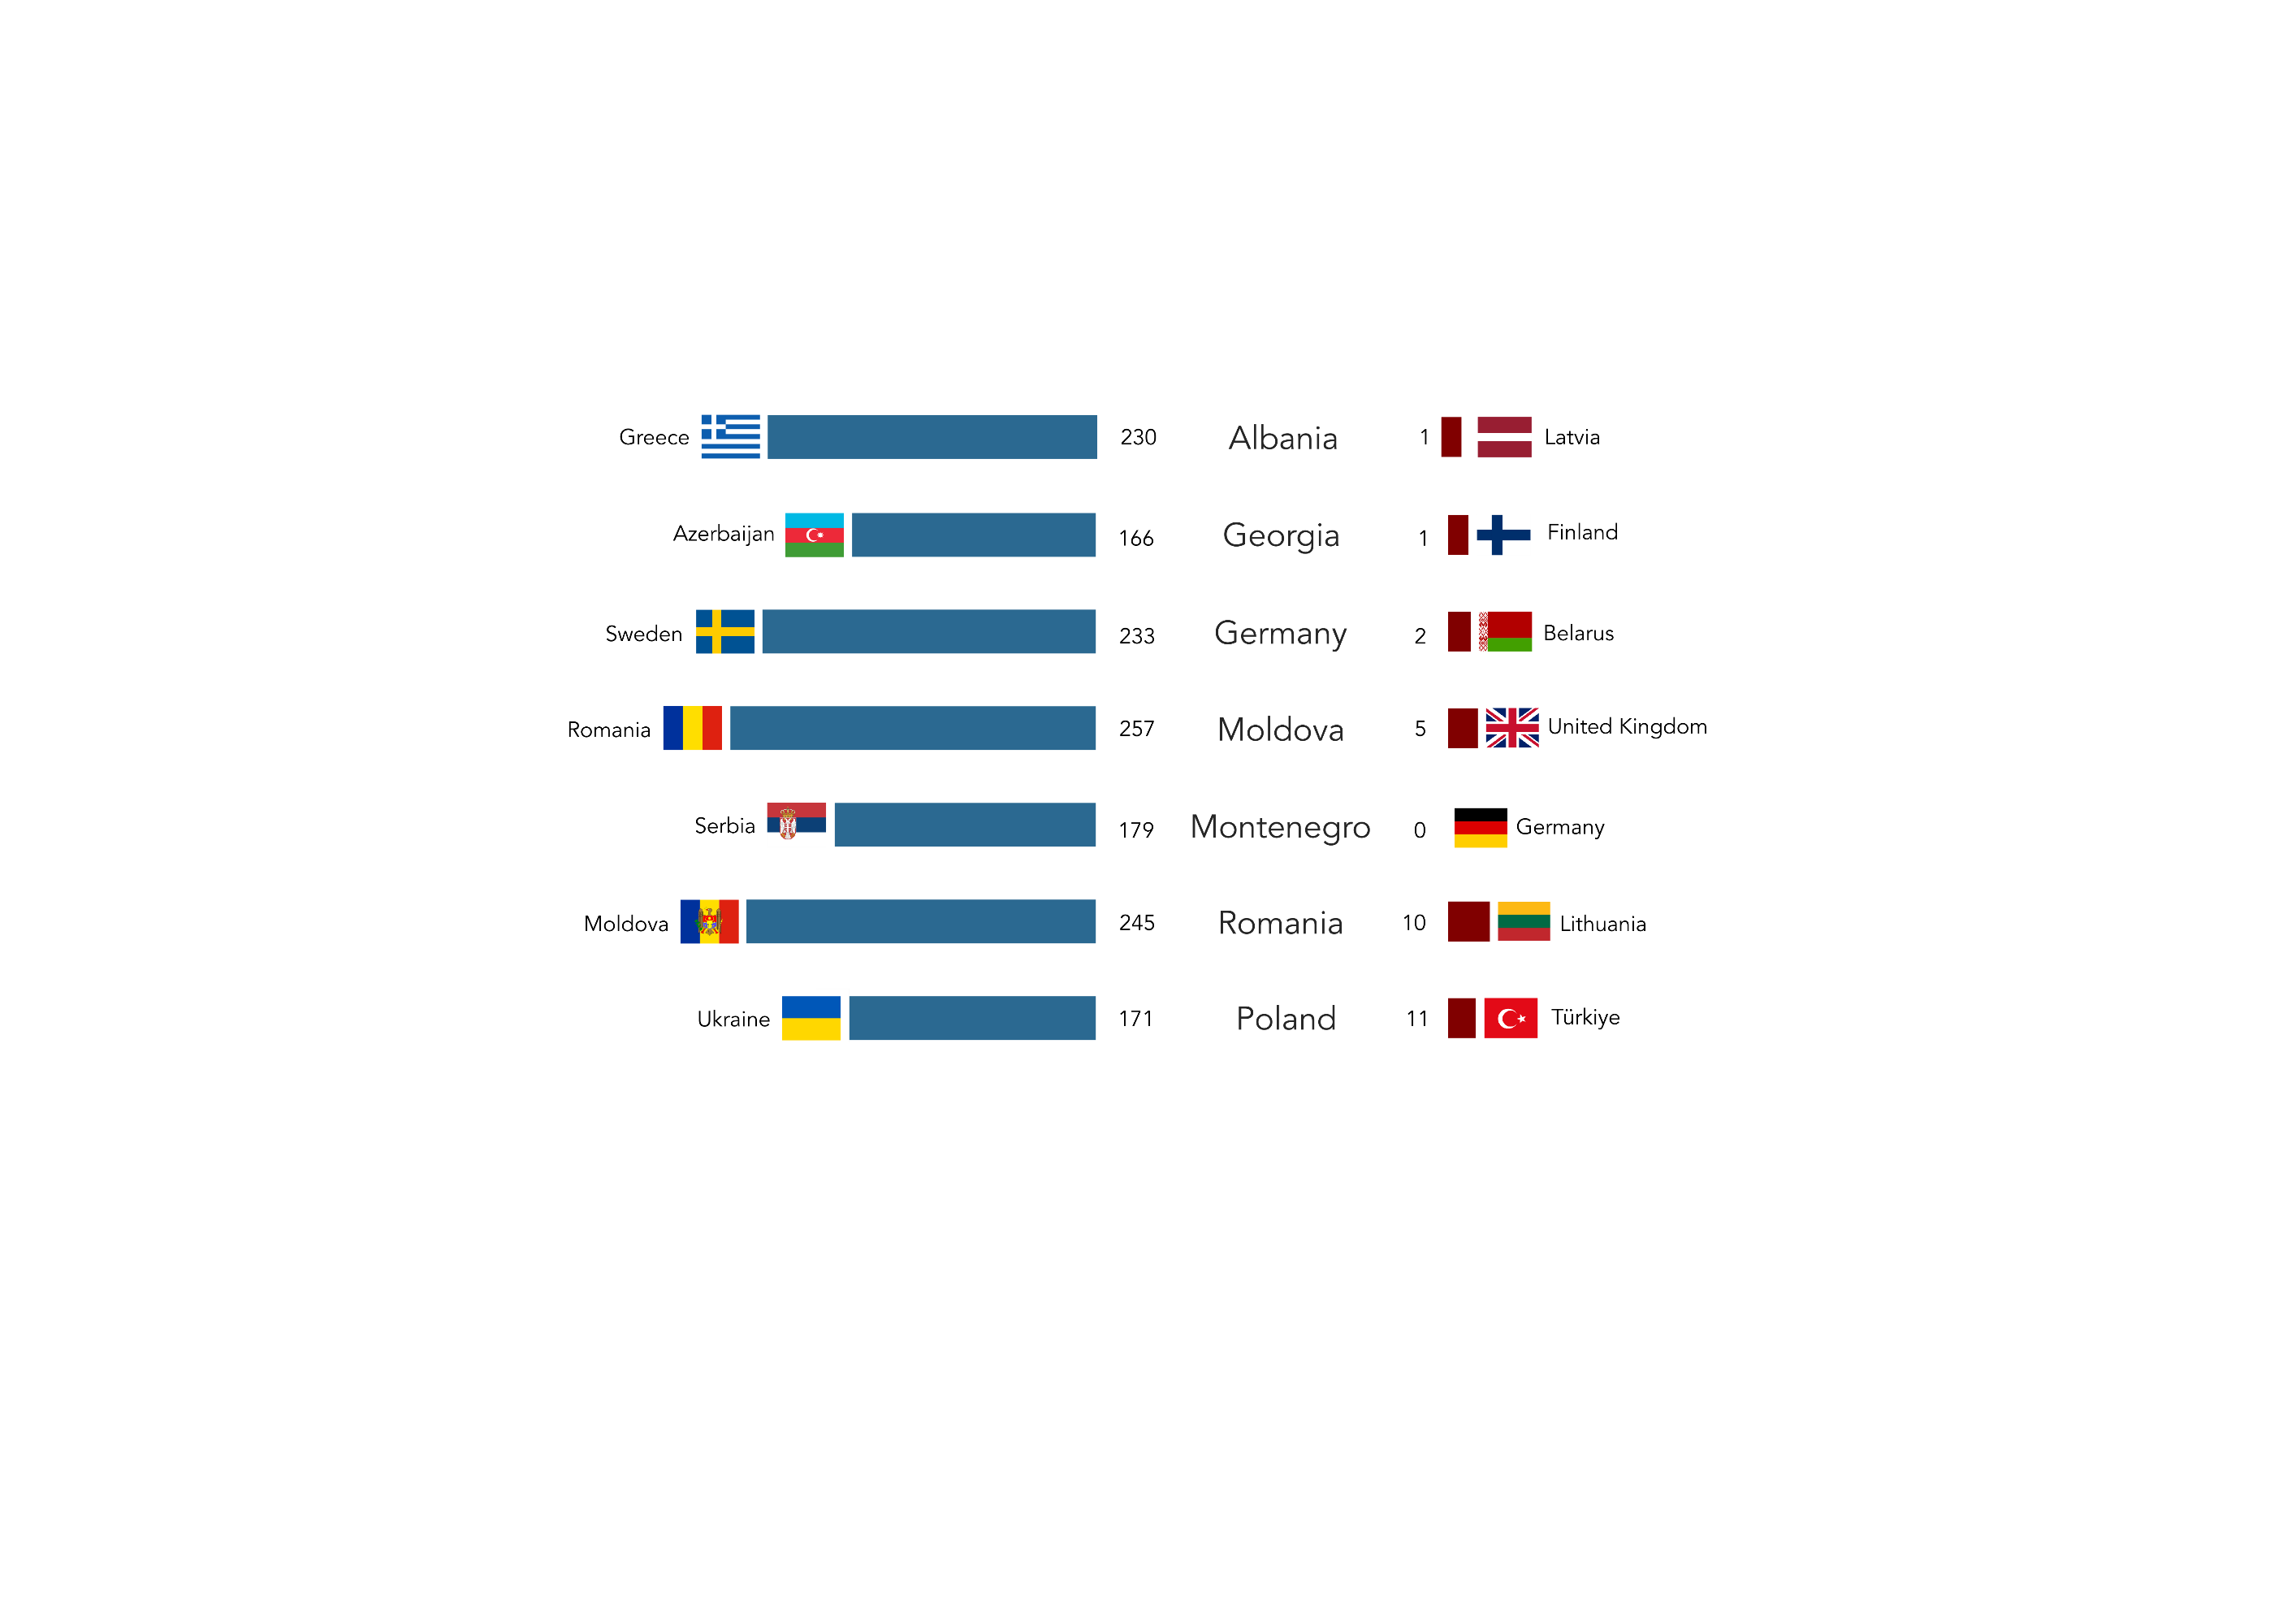 Greece 230 Albania 1 Latvia
Azerbaijan 166 Georgia 1 Finland
Sweden 233 Germany 2 Belarus
Romania 257 Moldova 5 United Kingdom
Serbia 179 Montenegro 0 Germany
Moldova 245 Romania 10 Lithuania
Ukraine 171 Poland 11 Türkiye